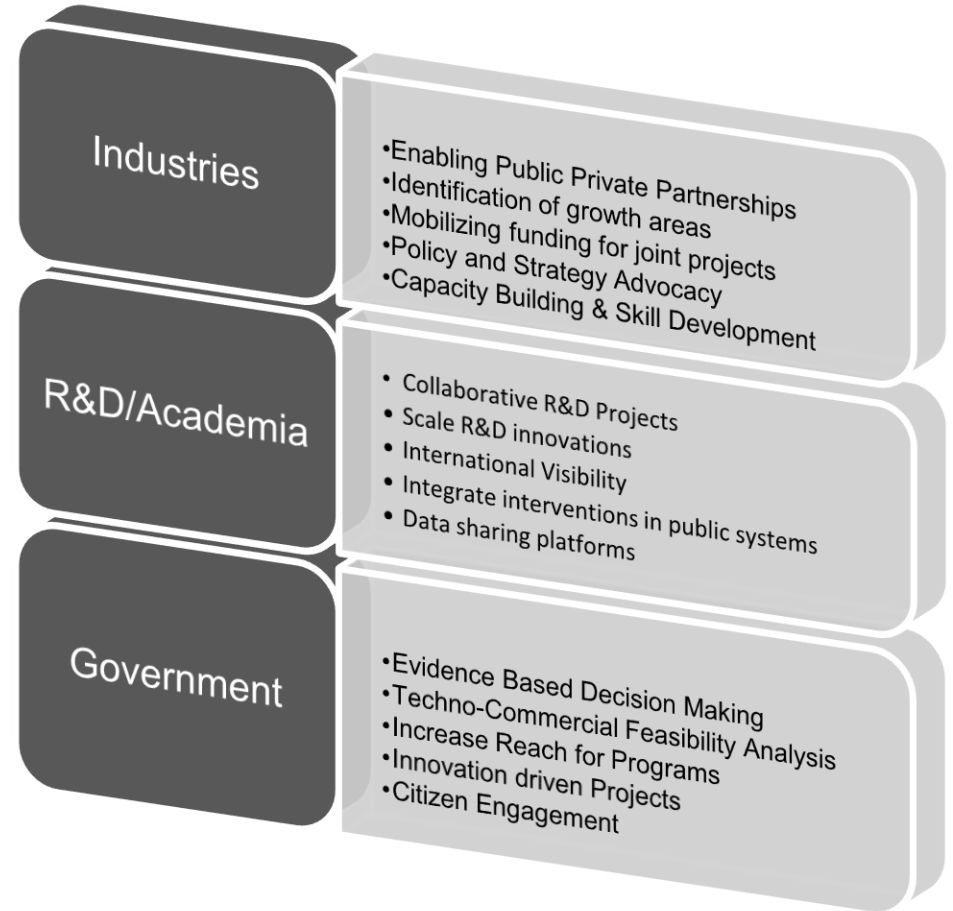 Industries
•Enabling Public Private Partnerships
•Identification of growth areas
•Mobilizing funding for joint projects
•Policy and Strategy Advocacy
•Capacity Building & Skill Development
R&D/Academia
• Collaborative R&D Projects
• Scale R&D innovations
• International Visibility
• Integrate interventions in public systems
• Data sharing platforms
Government
•Evidence Based Decision Making
•Techno-Commercial Feasibility Analysis
•Increase Reach for Programs
•Innovation driven Projects
•Citizen Engagement